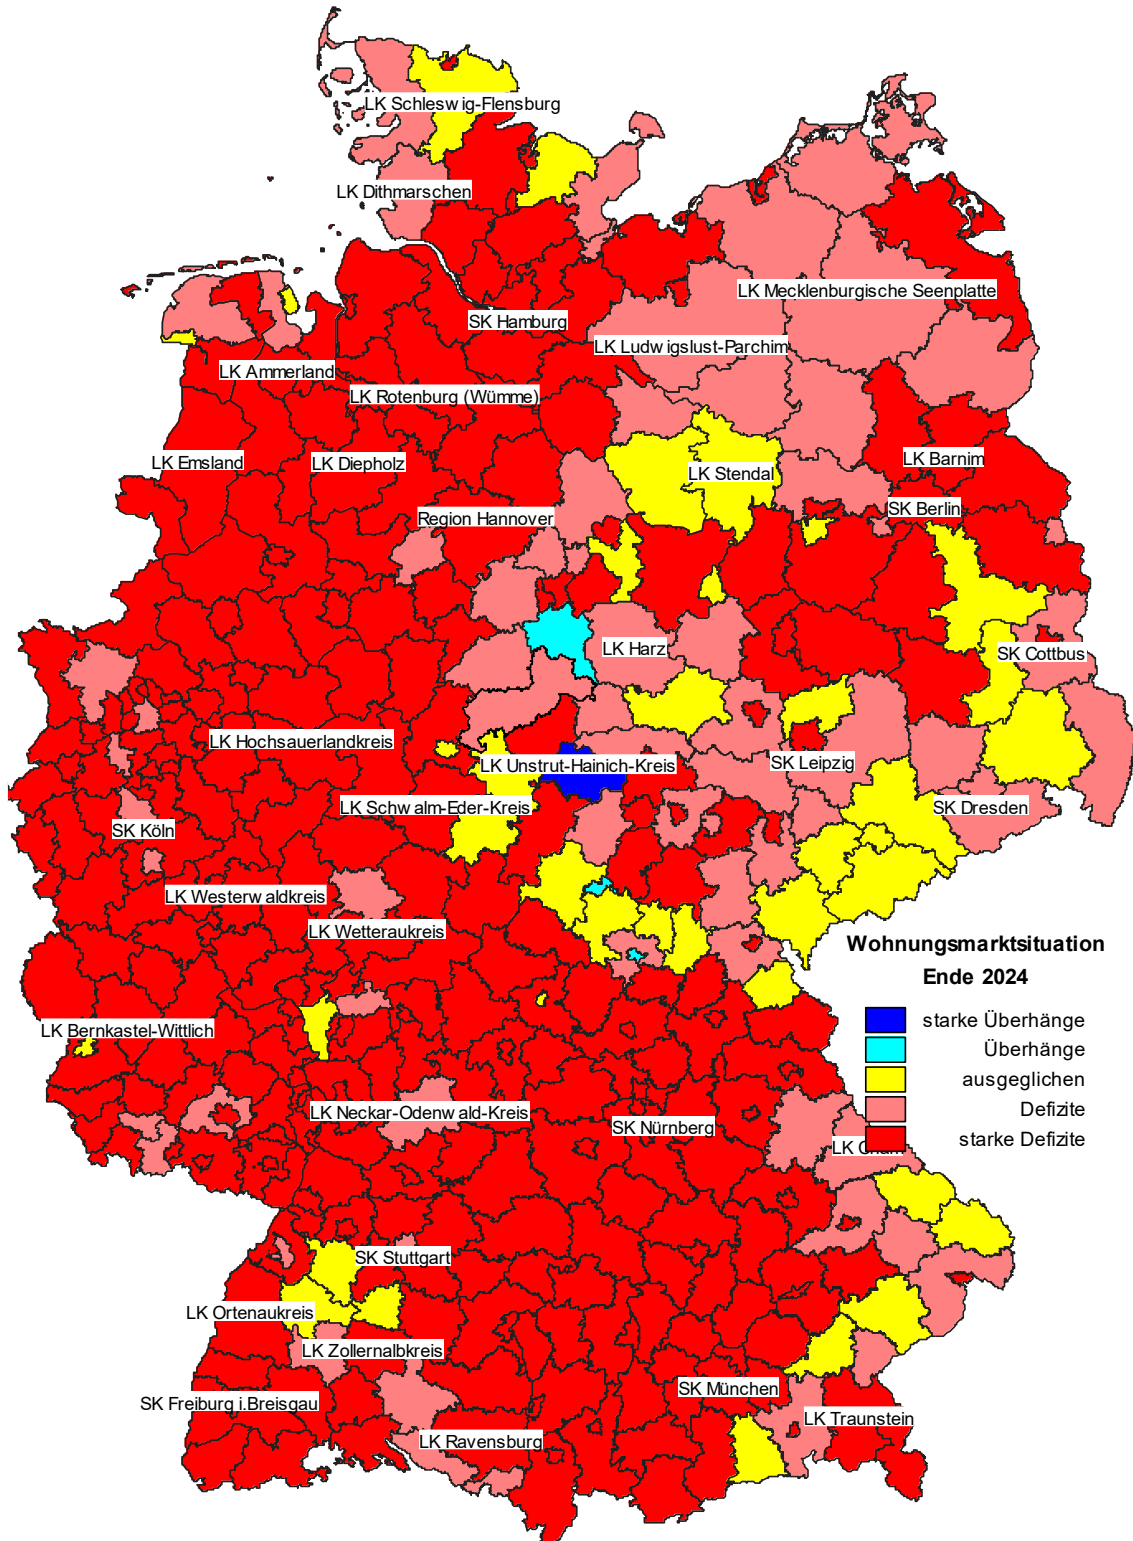 LK Schleswig-Flensburg
LK Dithmarschen
LK Mecklenburgische Seenplatte
SK Hamburg
LK Ludwigslust-Parchim
LK Ammerland
LK Rotenburg (Wümme)
LK Emsland
LK Diepholz
LK Stendal
LK Barnim
SK Berlin
Region Hannover
LK Harz
SK Cottbus
LK Hochsauerlandkreis
LK Unstrut-Hainich-Kreis
SK Leipzig
LK Schwalm-Eder-Kreis
SK Dresden
SK Köln
LK Westerwaldkreis
LK Wetteraukreis
Wohnungsmarktsituation
Ende 2024
starke Überhänge
Überhänge
ausgeglichen
Defizite
starke Defizite
LK Bernkastel-Wittlich
LK Neckar-Odenwald-Kreis
SK Nürnberg
LK
SK Stuttgart
LK Ortenaukreis
LK Zollernalbkreis
SK München
SK Freiburg i.Breisgau
LK Traunstein
LK Ravensburg